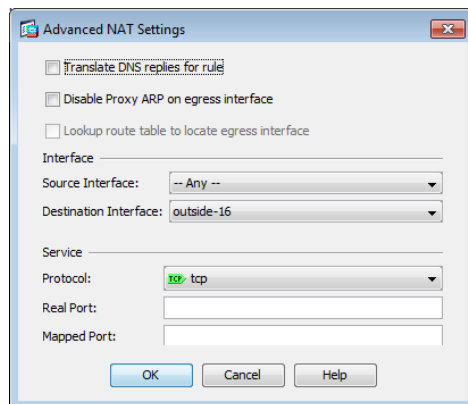 Advanced NAT Settings
Translate DNS replies for rule
Disable Proxy ARP on egress interface
Lookup route table to locate egress interface
Interface
Source Interface: -- Any --
Destination Interface: outside-16
Service
Protocol: TCP tcp
Real Port:
Mapped Port:
OK Cancel Help